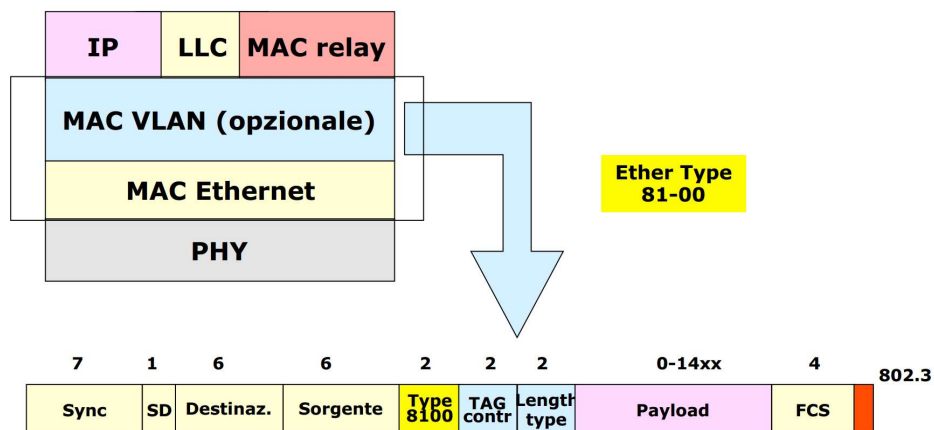 IP LLC MAC relay
MAC VLAN (opzionale)
MAC Ethernet
PHY
Ether Type
81-00
7 1 6 6 2 2 2 0-14xx 4
802.3
Sync SD Destinaz. Sorgente Type 8100 TAG contr Length type Payload FCS